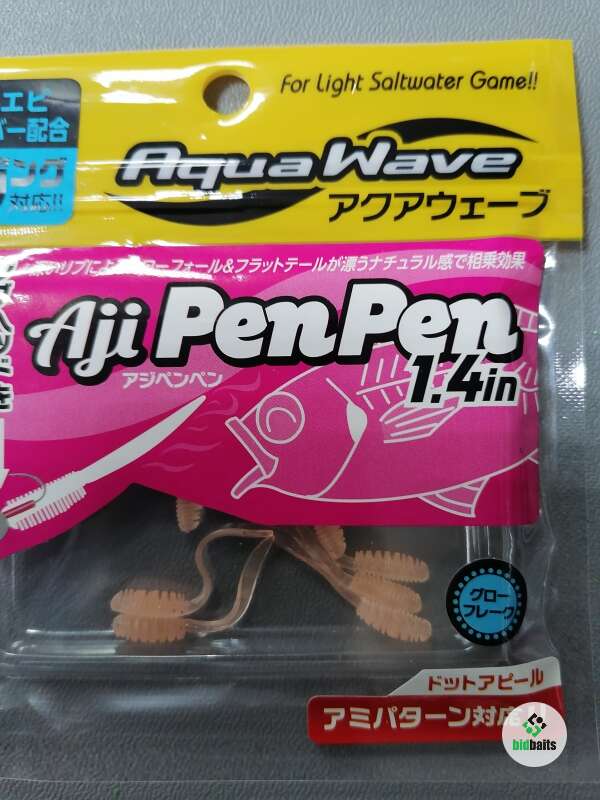 For Light Saltwater Game!!
エビ
バー配合
対応!!
Aqua Wave
アクアウェーブ
リブに
フォール&フラットテールが漂うナチュラル感で相乗効果
Aji PenPen
1.4in
アジペンペン
グロー
フレーク
ドットアピール
アミパターン対応!!
bidbaits